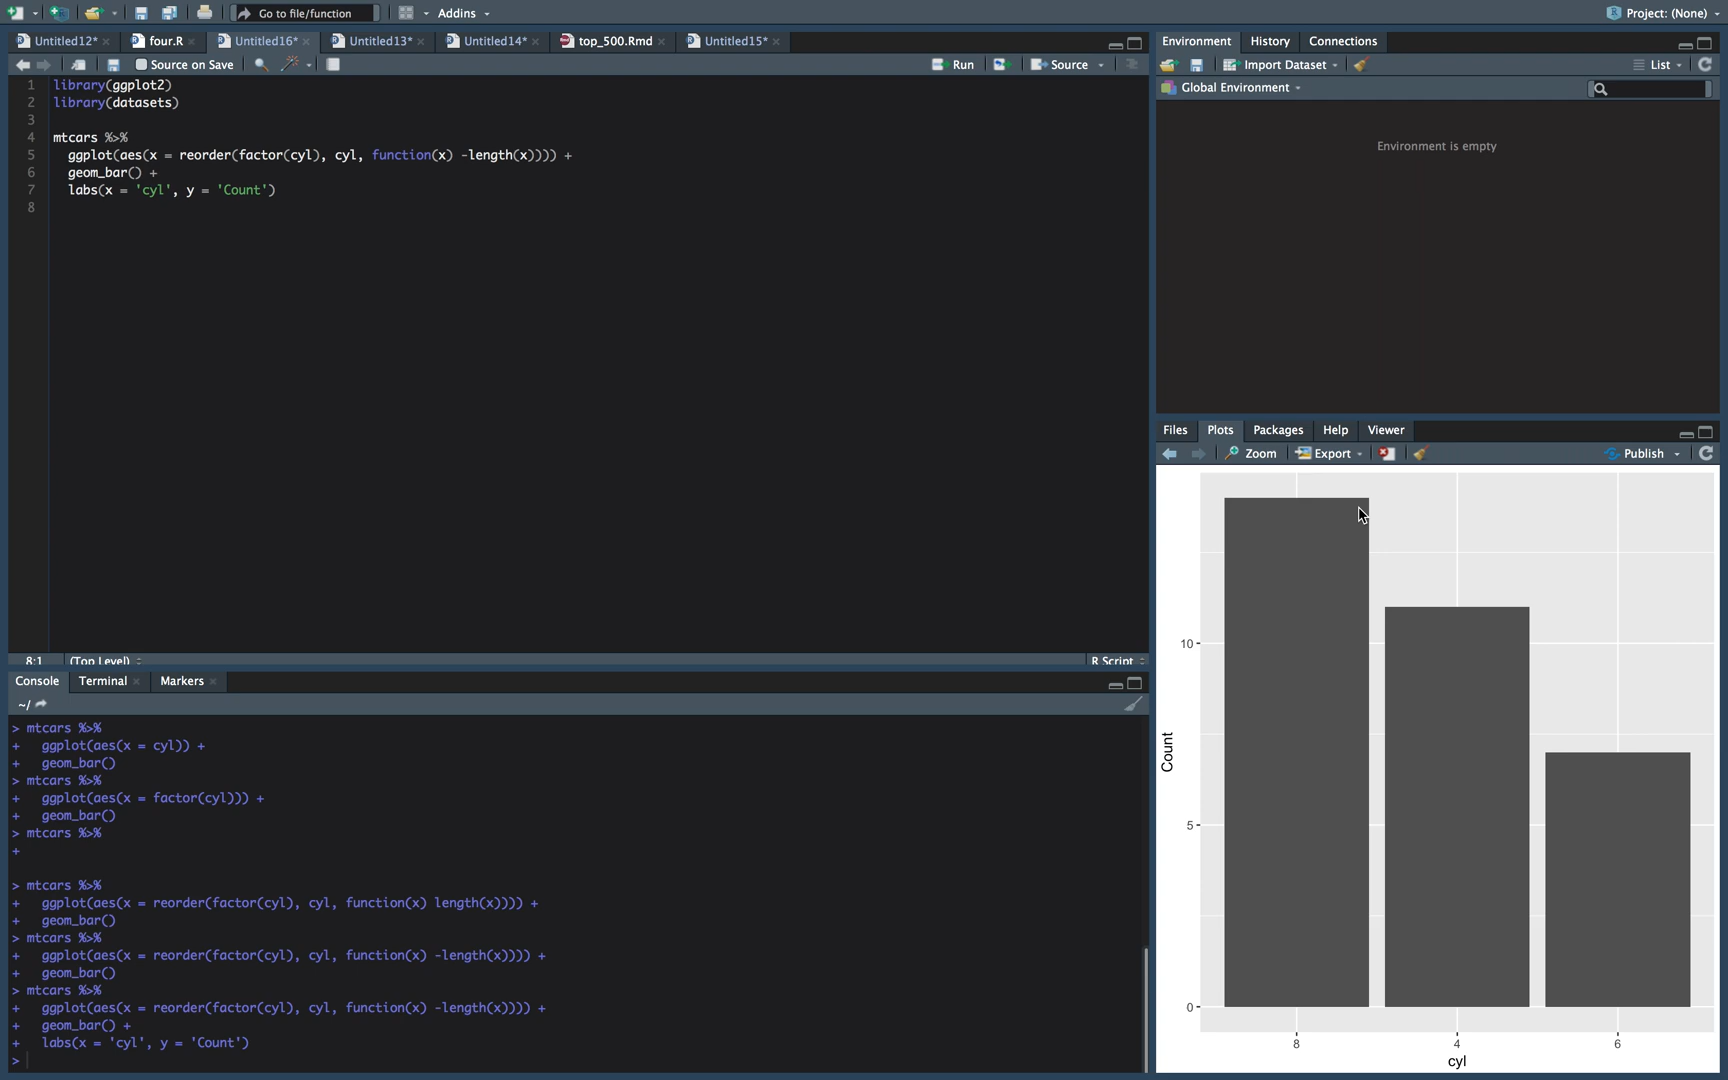 Go to file/function
Addins
Project: (None)
Untitled12*
four.R
Untitled16*
Untitled13*
Untitled14*
top_500.Rmd
Untitled15*
Source on Save
Run
Source
1 library(ggplot2)
2 library(datasets)
3
4 mtcars %>%
5 ggplot(aes(x = reorder(factor(cyl), cyl, function(x) -length(x)))) +
6 geom_bar() +
7 labs(x = 'cyl', y = 'Count')
8
8:1 (Top Level)
R Script
Console
Terminal
Markers
~/
> mtcars %>%
+ ggplot(aes(x = cyl)) +
+ geom_bar()
> mtcars %>%
+ ggplot(aes(x = factor(cyl))) +
+ geom_bar()
> mtcars %>%
+
> mtcars %>%
+ ggplot(aes(x = reorder(factor(cyl), cyl, function(x) length(x)))) +
+ geom_bar()
> mtcars %>%
+ ggplot(aes(x = reorder(factor(cyl), cyl, function(x) -length(x)))) +
+ geom_bar()
> mtcars %>%
+ ggplot(aes(x = reorder(factor(cyl), cyl, function(x) -length(x)))) +
+ geom_bar() +
+ labs(x = 'cyl', y = 'Count')
>
Environment
History
Connections
Import Dataset
List
Global Environment
Environment is empty
Files
Plots
Packages
Help
Viewer
Zoom
Export
Publish
Count
10
5
0
8
4
6
cyl